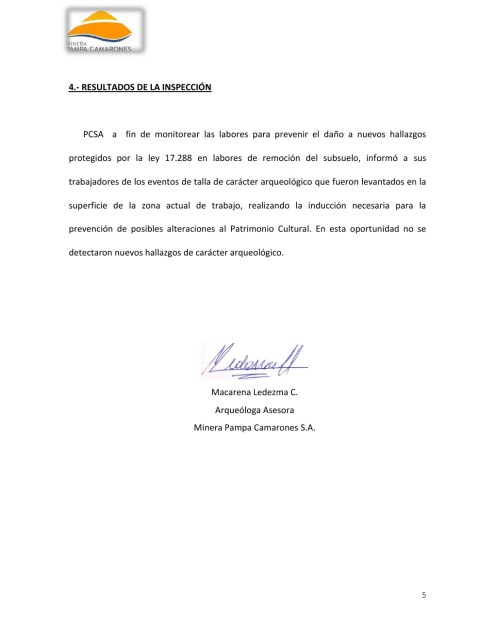 MINERA
PAMPA CAMARONES
4.- RESULTADOS DE LA INSPECCIÓN
PCSA a fin de monitorear las labores para prevenir el daño a nuevos hallazgos
protegidos por la ley 17.288 en labores de remoción del subsuelo, informó a sus
trabajadores de los eventos de talla de carácter arqueológico que fueron levantados en la
superficie de la zona actual de trabajo, realizando la inducción necesaria para la
prevención de posibles alteraciones al Patrimonio Cultural. En esta oportunidad no se
detectaron nuevos hallazgos de carácter arqueológico.
Macarena Ledezma C.
Arqueóloga Asesora
Minera Pampa Camarones S.A.
5